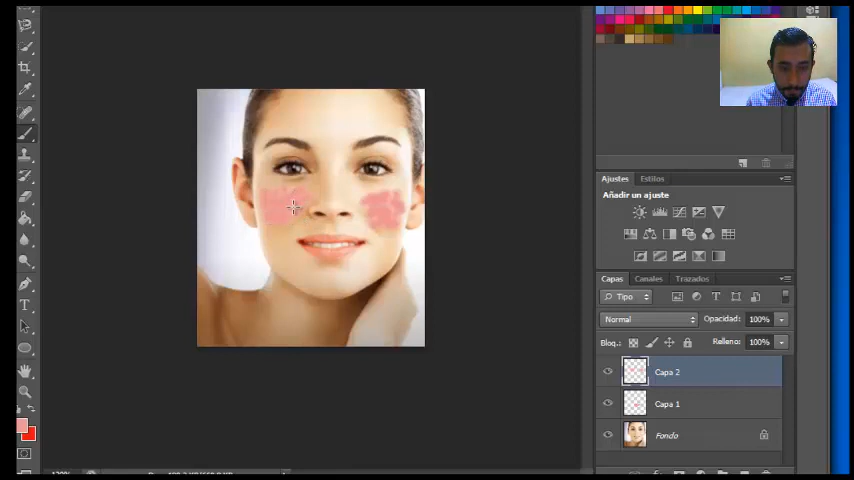 Ajustes Estilos
Añadir un ajuste
Capas Canales Trazados
Tipo
Normal Opacidad: 100%
Bloq.: Relleno: 100%
Capa 2
Capa 1
Fondo